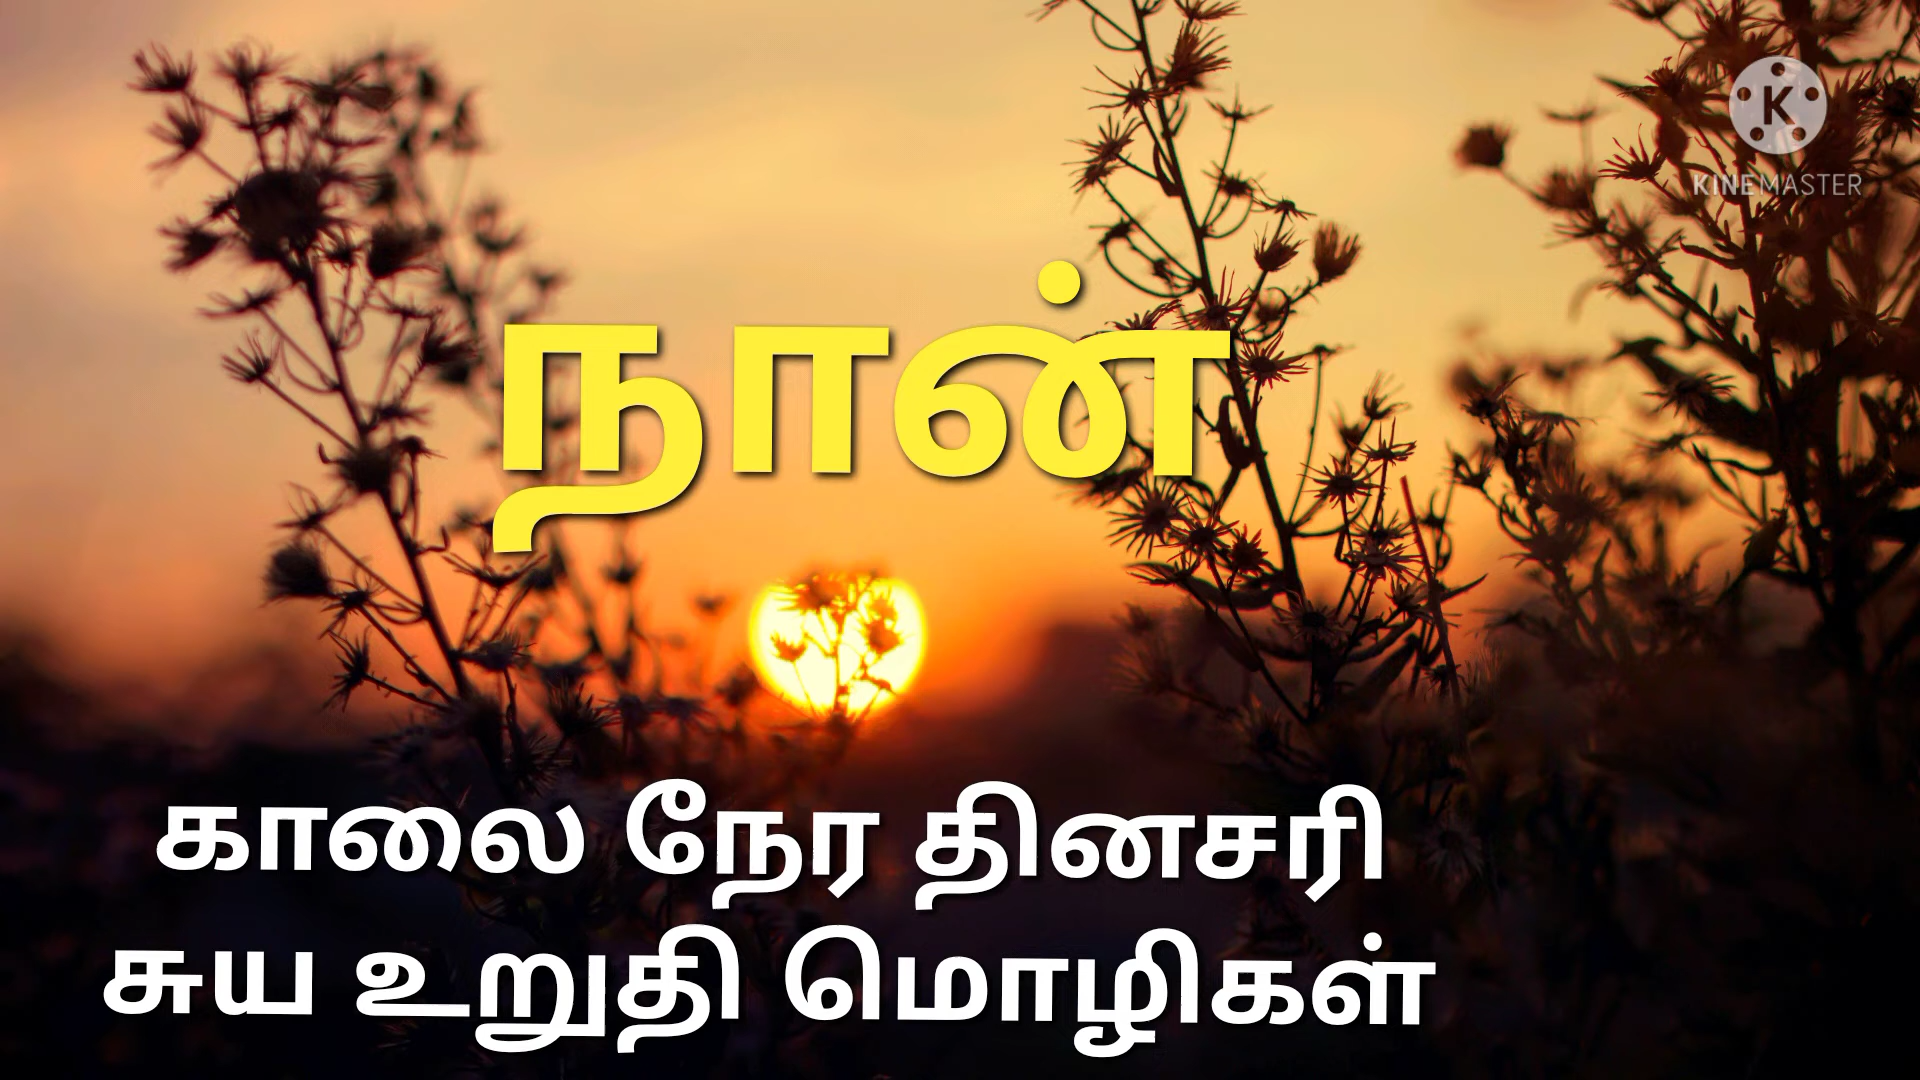 K
KINEMASTER
நான்
காலை நேர தினசரி
சுய உறுதி மொழிகள்